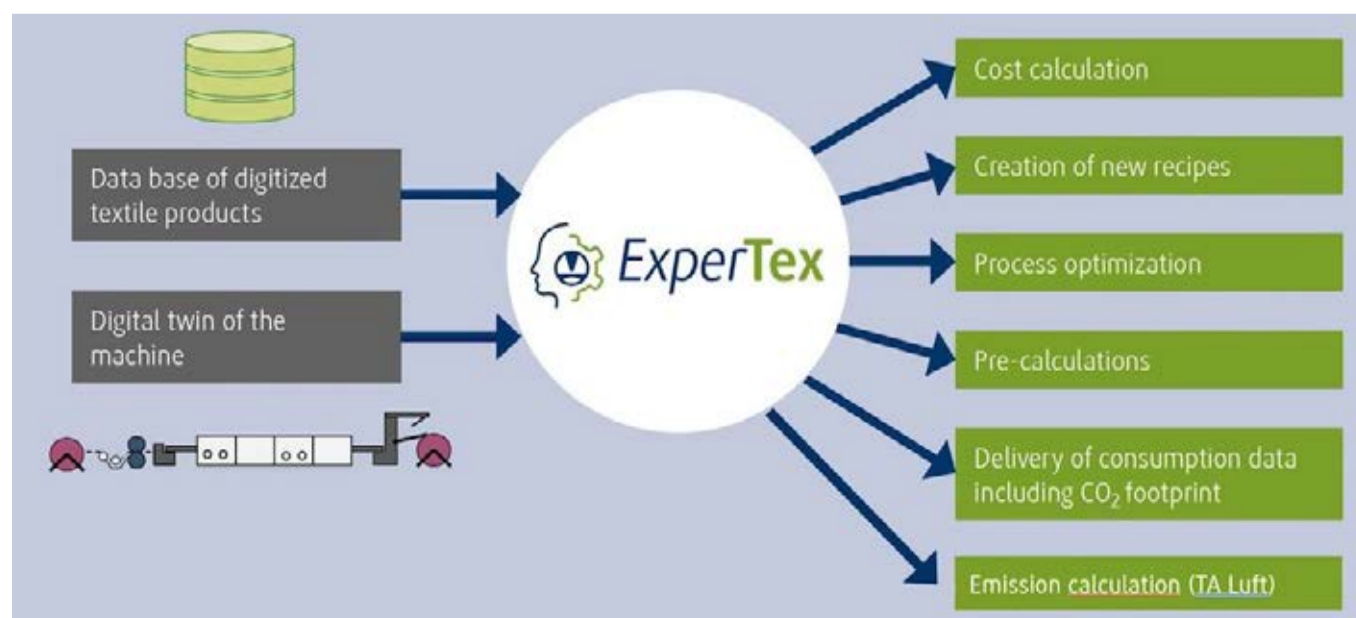 Data base of digitized
textile products
Digital twin of the
machine
ExperTex
Cost calculation
Creation of new recipes
Process optimization
Pre-calculations
Delivery of consumption data
including CO₂ footprint
Emission calculation (TA Luft)